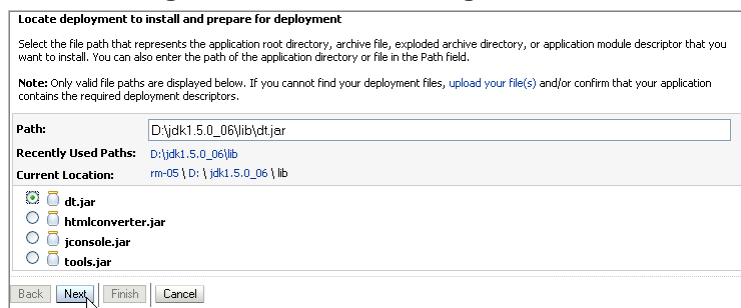 Locate deployment to install and prepare for deployment
Select the file path that represents the application root directory, archive file, exploded archive directory, or application module descriptor that you
want to install. You can also enter the path of the application directory or file in the Path field.
Note: Only valid file paths are displayed below. If you cannot find your deployment files, upload your file(s) and/or confirm that your application
contains the required deployment descriptors.
Path: D:\jdk1.5.0_06\lib\dt.jar
Recently Used Paths: D:\jdk1.5.0_06\lib
Current Location: rm-05 \ D: \ jdk1.5.0_06 \ lib
dt.jar
htmlconverter.jar
jconsole.jar
tools.jar
Back Next Finish Cancel